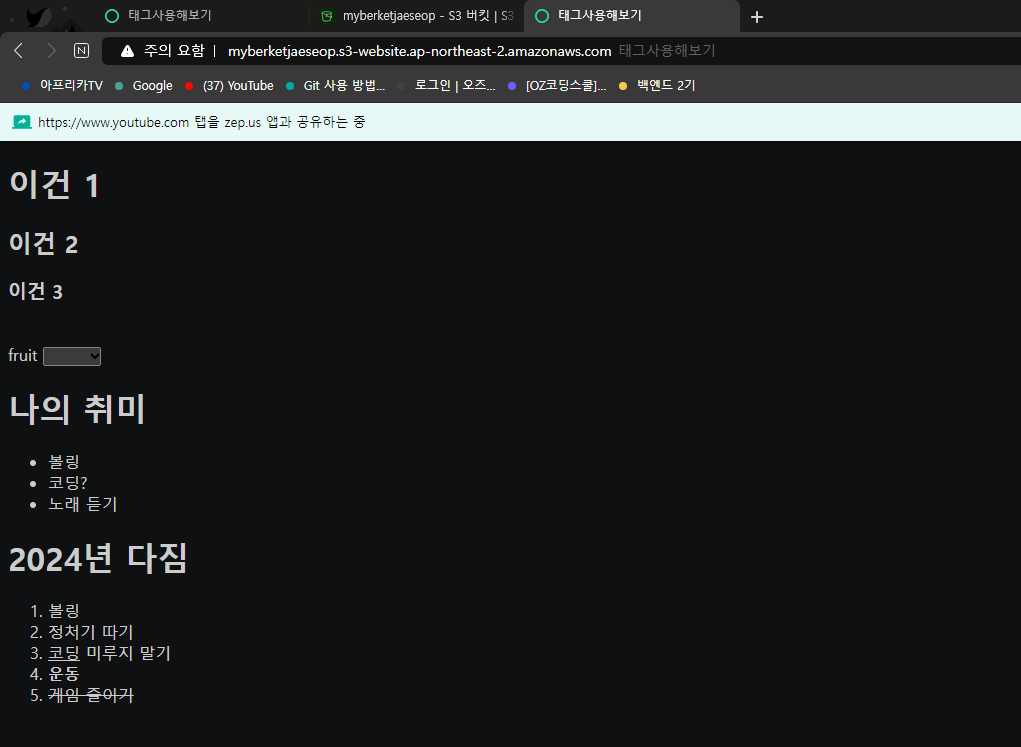 태그사용해보기 myberketjaeseop - S3 버킷 | S3 태그사용해보기
N 주의 요함 | myberketjaeseop.s3-website.ap-northeast-2.amazonaws.com 태그사용해보기
아프리카TV Google (37) YouTube Git 사용 방법... 로그인 | 오즈... [OZ코딩스쿨]... 백엔드 2기
https://www.youtube.com 탭을 zep.us 앱과 공유하는 중
이건 1
이건 2
이건 3
fruit
나의 취미
• 볼링
• 코딩?
• 노래 듣기
2024년 다짐
1. 볼링
2. 정처기 따기
3. 코딩 미루지 말기
4. 운동
5. 게임 줄이기